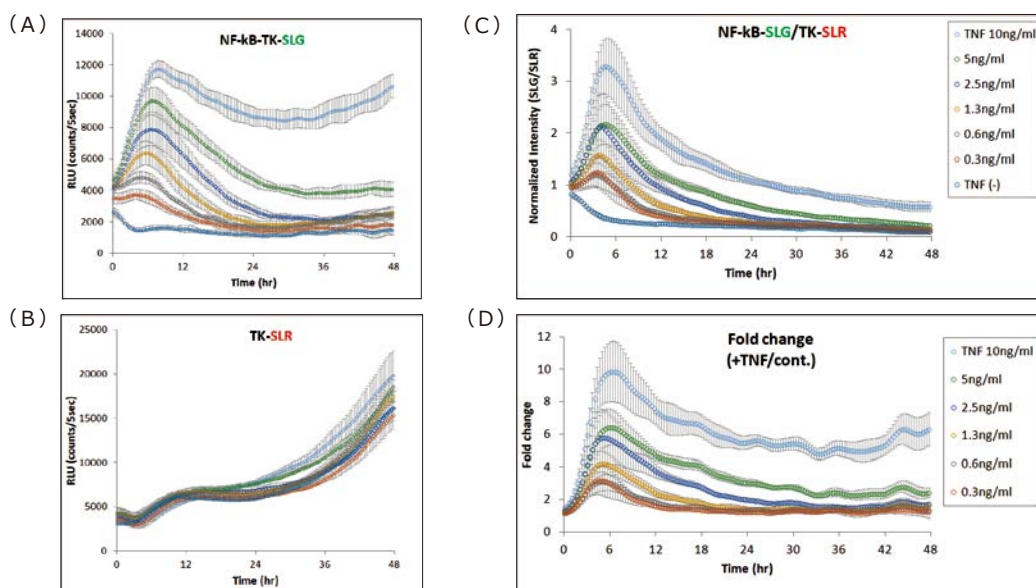 (A)
NF-kB-TK-SLG
RLU (counts/5sec)
14000
12000
10000
8000
6000
4000
2000
0
0 12 24 36 48
Time (hr)
(B)
TK-SLR
RLU (counts/5sec)
25000
20000
15000
10000
5000
0
0 12 24 36 48
Time (hr)
(C)
NF-kB-SLG/TK-SLR
Normalized Intensity (SLG/SLR)
4
3
2
1
0
0 6 12 18 24 30 36 42 48
Time (hr)
TNF 10ng/ml
5ng/ml
2.5ng/ml
1.3ng/ml
0.6ng/ml
0.3ng/ml
TNF (-)
(D)
Fold change
(+TNF/cont.)
Fold change
12
10
8
6
4
2
0
0 6 12 18 24 30 36 42 48
Time (hr)
TNF 10ng/ml
5ng/ml
2.5ng/ml
1.3ng/ml
0.6ng/ml
0.3ng/ml